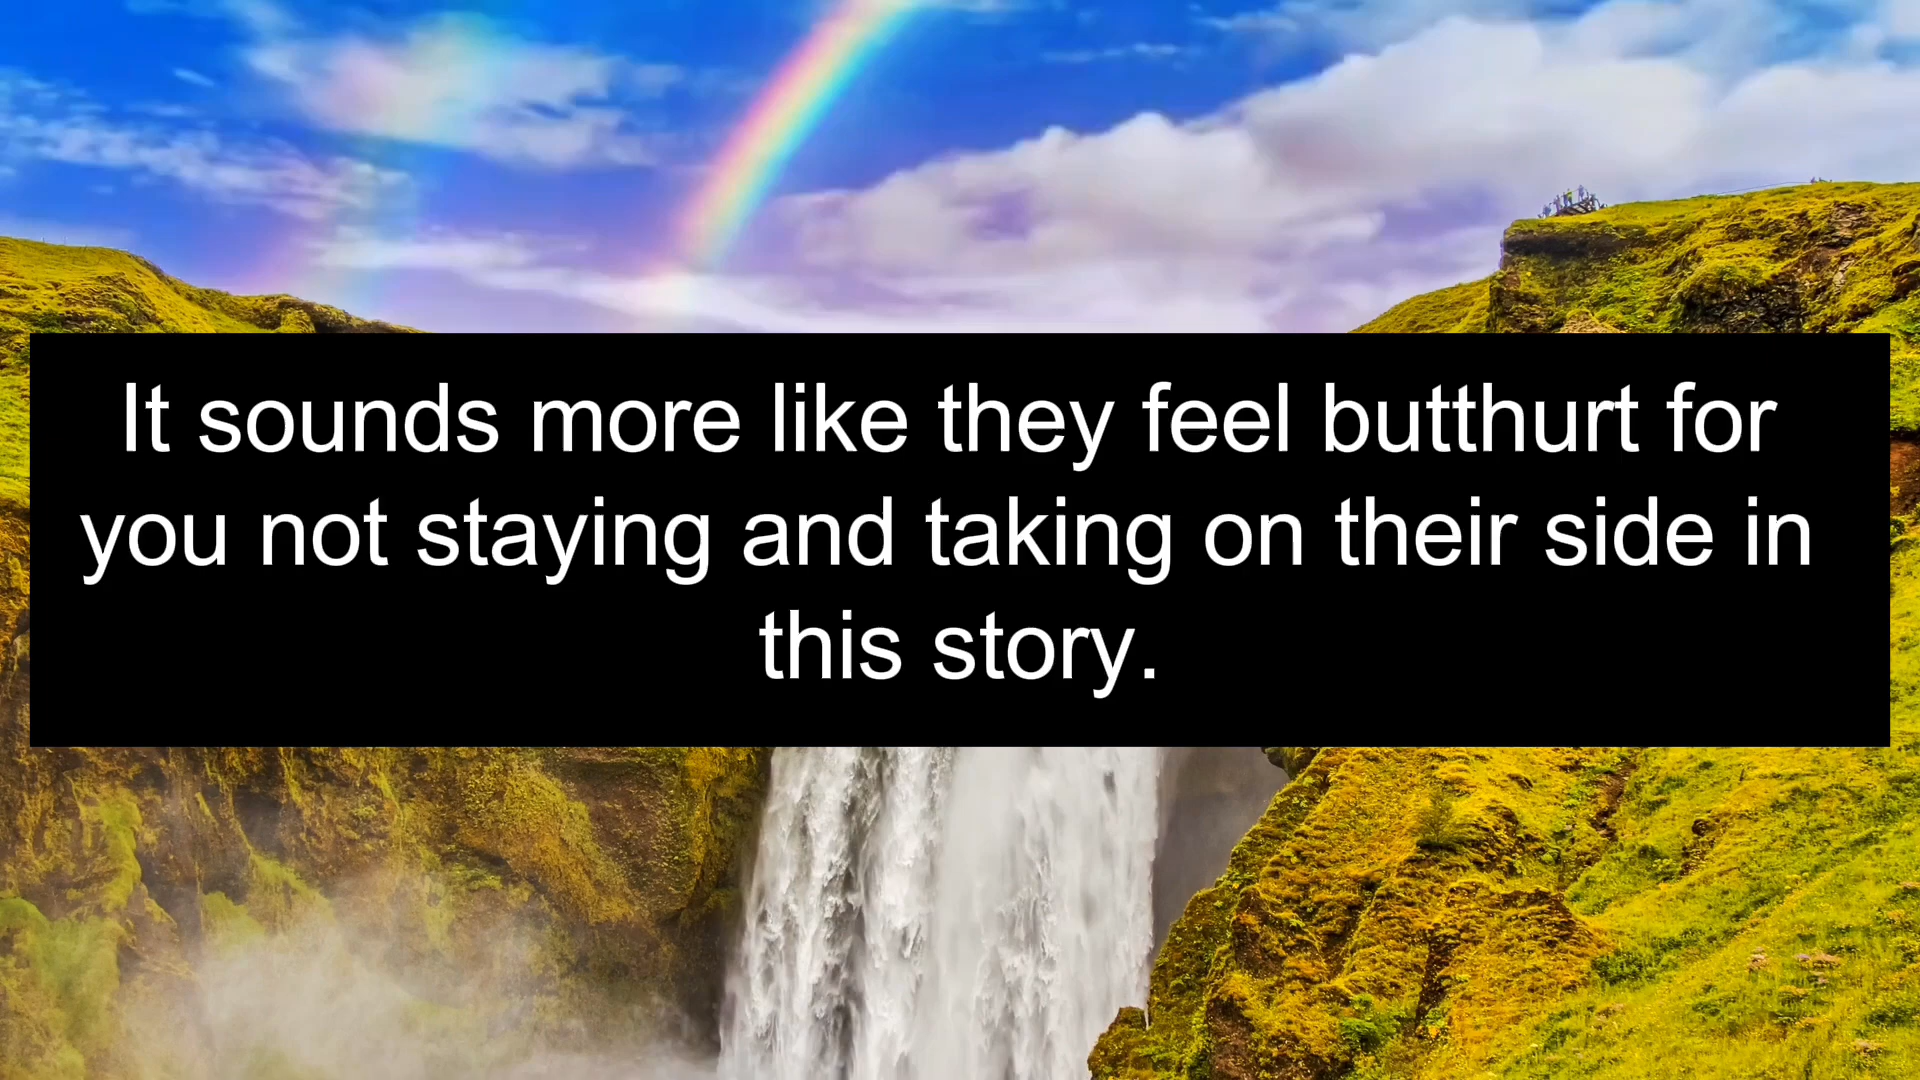 It sounds more like they feel butthurt for
you not staying and taking on their side in
this story.